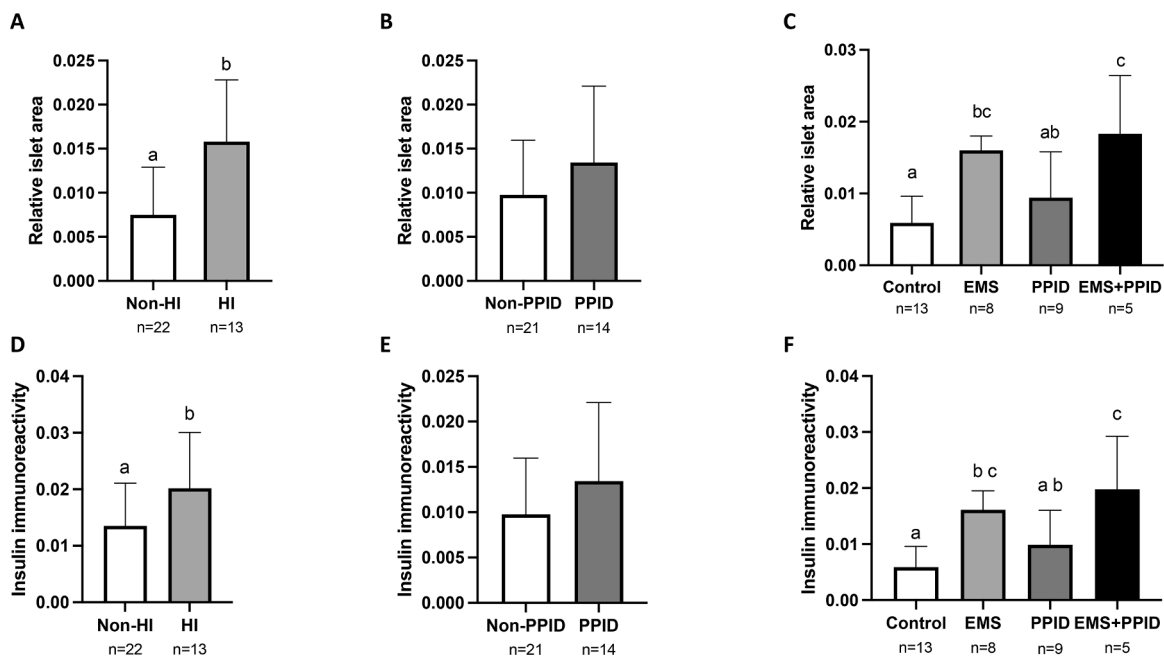 A
Relative islet area
0.025
0.020
0.015
0.010
0.005
0.000
a
b
Non-HI HI
n=22 n=13
B
Relative islet area
0.025
0.020
0.015
0.010
0.005
0.000
Non-PPID PPID
n=21 n=14
C
Relative islet area
0.03
0.02
0.01
0.00
a
bc
ab
c
Control EMS PPID EMS+PPID
n=13 n=8 n=9 n=5
D
Insulin immunoreactivity
0.04
0.03
0.02
0.01
0.00
a
b
Non-HI HI
n=22 n=13
E
Insulin immunoreactivity
0.025
0.020
0.015
0.010
0.005
0.000
Non-PPID PPID
n=21 n=14
F
Insulin immunoreactivity
0.04
0.03
0.02
0.01
0.00
a
b c
a b
c
Control EMS PPID EMS+PPID
n=13 n=8 n=9 n=5